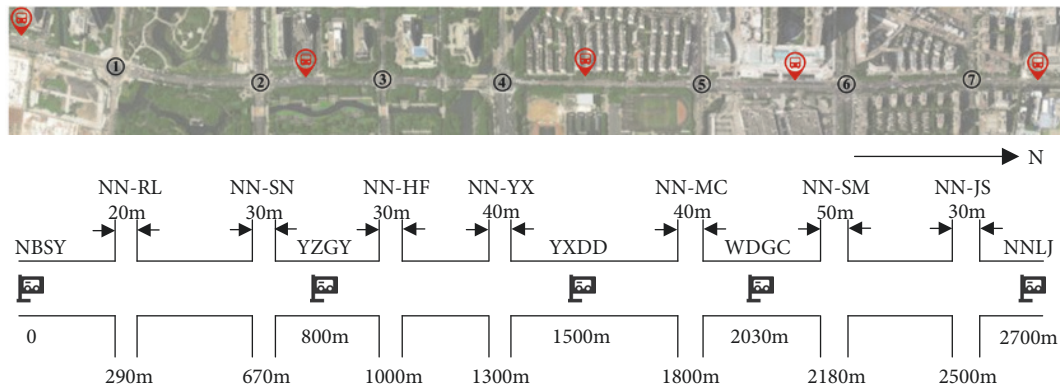 1 2 3 4 5 6 7
N
NN-RL NN-SN NN-HF NN-YX NN-MC NN-SM NN-JS
20m 30m 30m 40m 40m 50m 30m
NBSY YZGY YXDD WDGC NNLJ
0 800m 1500m 2030m 2700m
290m 670m 1000m 1300m 1800m 2180m 2500m